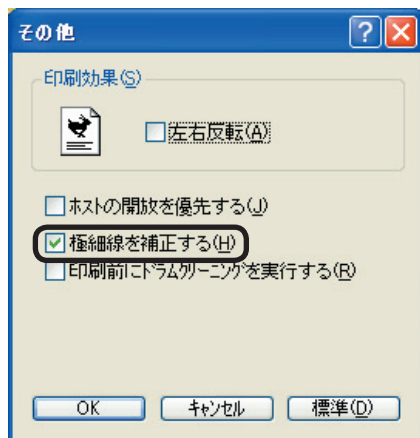 その他
印刷効果(S)
左右反転(A)
ホストの開放を優先する(J)
極細線を補正する(H)
印刷前にドラムクリーニングを実行する(R)
OK キャンセル 標準(D)